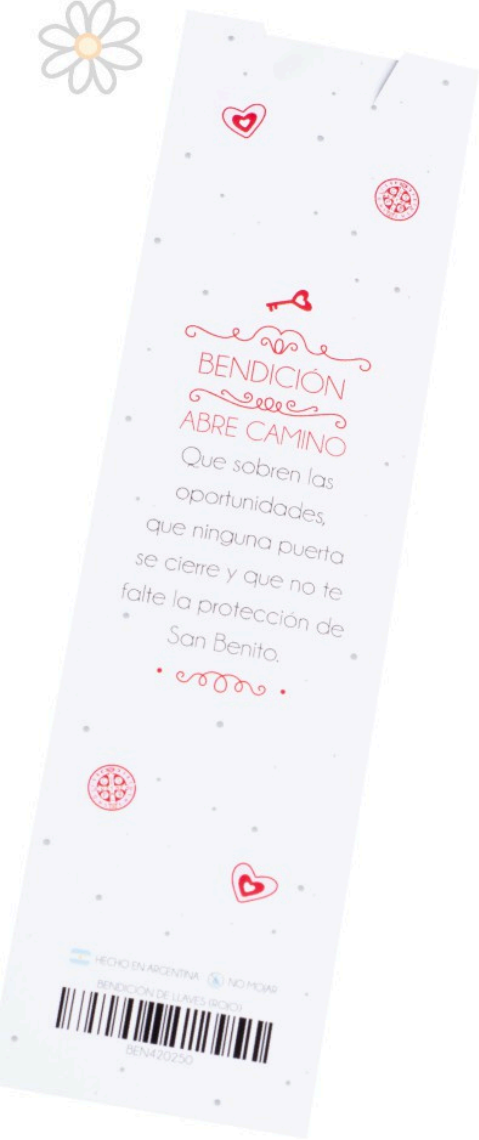 BENDICIÓN
ABRE CAMINO
Que sobren las
oportunidades,
que ninguna puerta
se cierre y que no te
falte la protección de
San Benito.
HECHO EN ARGENTINA NO MOJAR
BENDICIÓN DE LLAVES (ROJO)
BEN420250